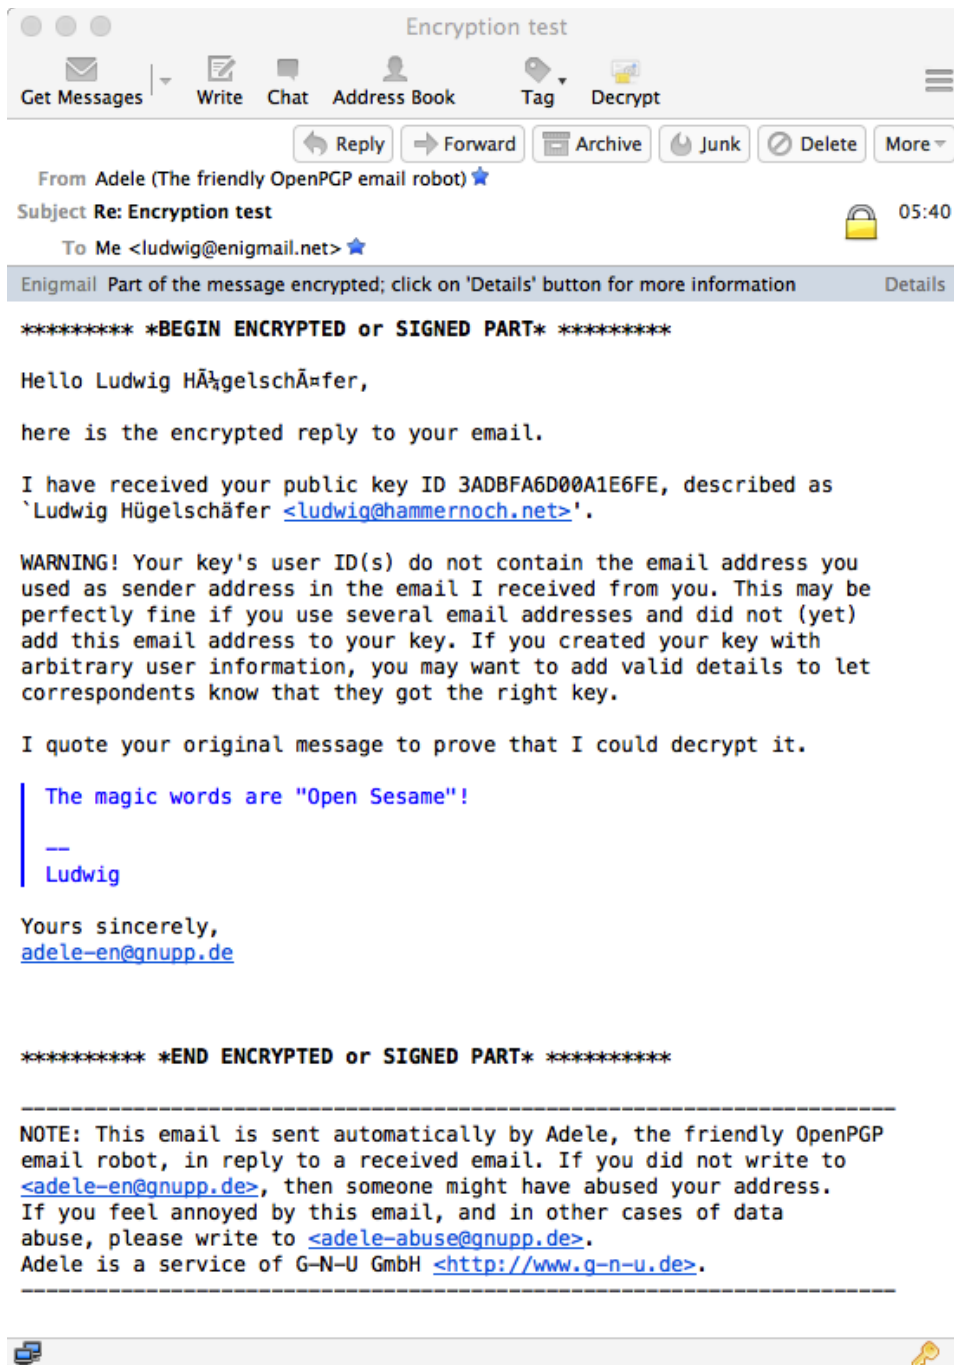 Encryption test
Get Messages Write Chat Address Book Tag Decrypt
Reply Forward Archive Junk Delete More
From Adele (The friendly OpenPGP email robot)
Subject Re: Encryption test 05:40
To Me <ludwig@enigmail.net>
Enigmail Part of the message encrypted; click on 'Details' button for more information Details
********* *BEGIN ENCRYPTED or SIGNED PART* *********
Hello Ludwig HÃ¼gelschÃ¤fer,
here is the encrypted reply to your email.
I have received your public key ID 3ADBFA6D00A1E6FE, described as
`Ludwig Hügelschäfer <ludwig@hammernoch.net>'.
WARNING! Your key's user ID(s) do not contain the email address you
used as sender address in the email I received from you. This may be
perfectly fine if you use several email addresses and did not (yet)
add this email address to your key. If you created your key with
arbitrary user information, you may want to add valid details to let
correspondents know that they got the right key.
I quote your original message to prove that I could decrypt it.
The magic words are "Open Sesame"!
--
Ludwig
Yours sincerely,
adele-en@gnupp.de
********** *END ENCRYPTED or SIGNED PART* **********
----------------------------------------------------------------------
NOTE: This email is sent automatically by Adele, the friendly OpenPGP
email robot, in reply to a received email. If you did not write to
<adele-en@gnupp.de>, then someone might have abused your address.
If you feel annoyed by this email, and in other cases of data
abuse, please write to <adele-abuse@gnupp.de>.
Adele is a service of G-N-U GmbH <http://www.g-n-u.de>.
----------------------------------------------------------------------